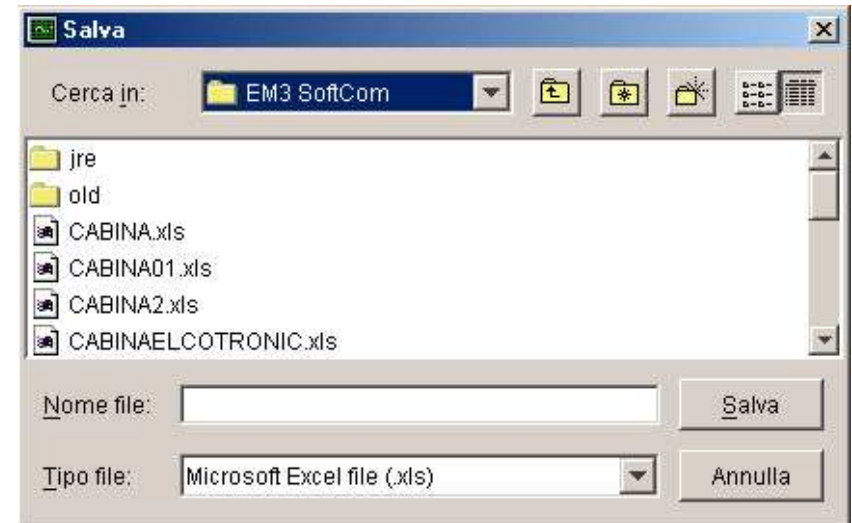 Salva
Cerca in: EM3 SoftCom
jre
old
CABINA.xls
CABINA01.xls
CABINA2.xls
CABINAELCOTRONIC.xls
Nome file: Salva
Tipo file: Microsoft Excel file (.xls) Annulla